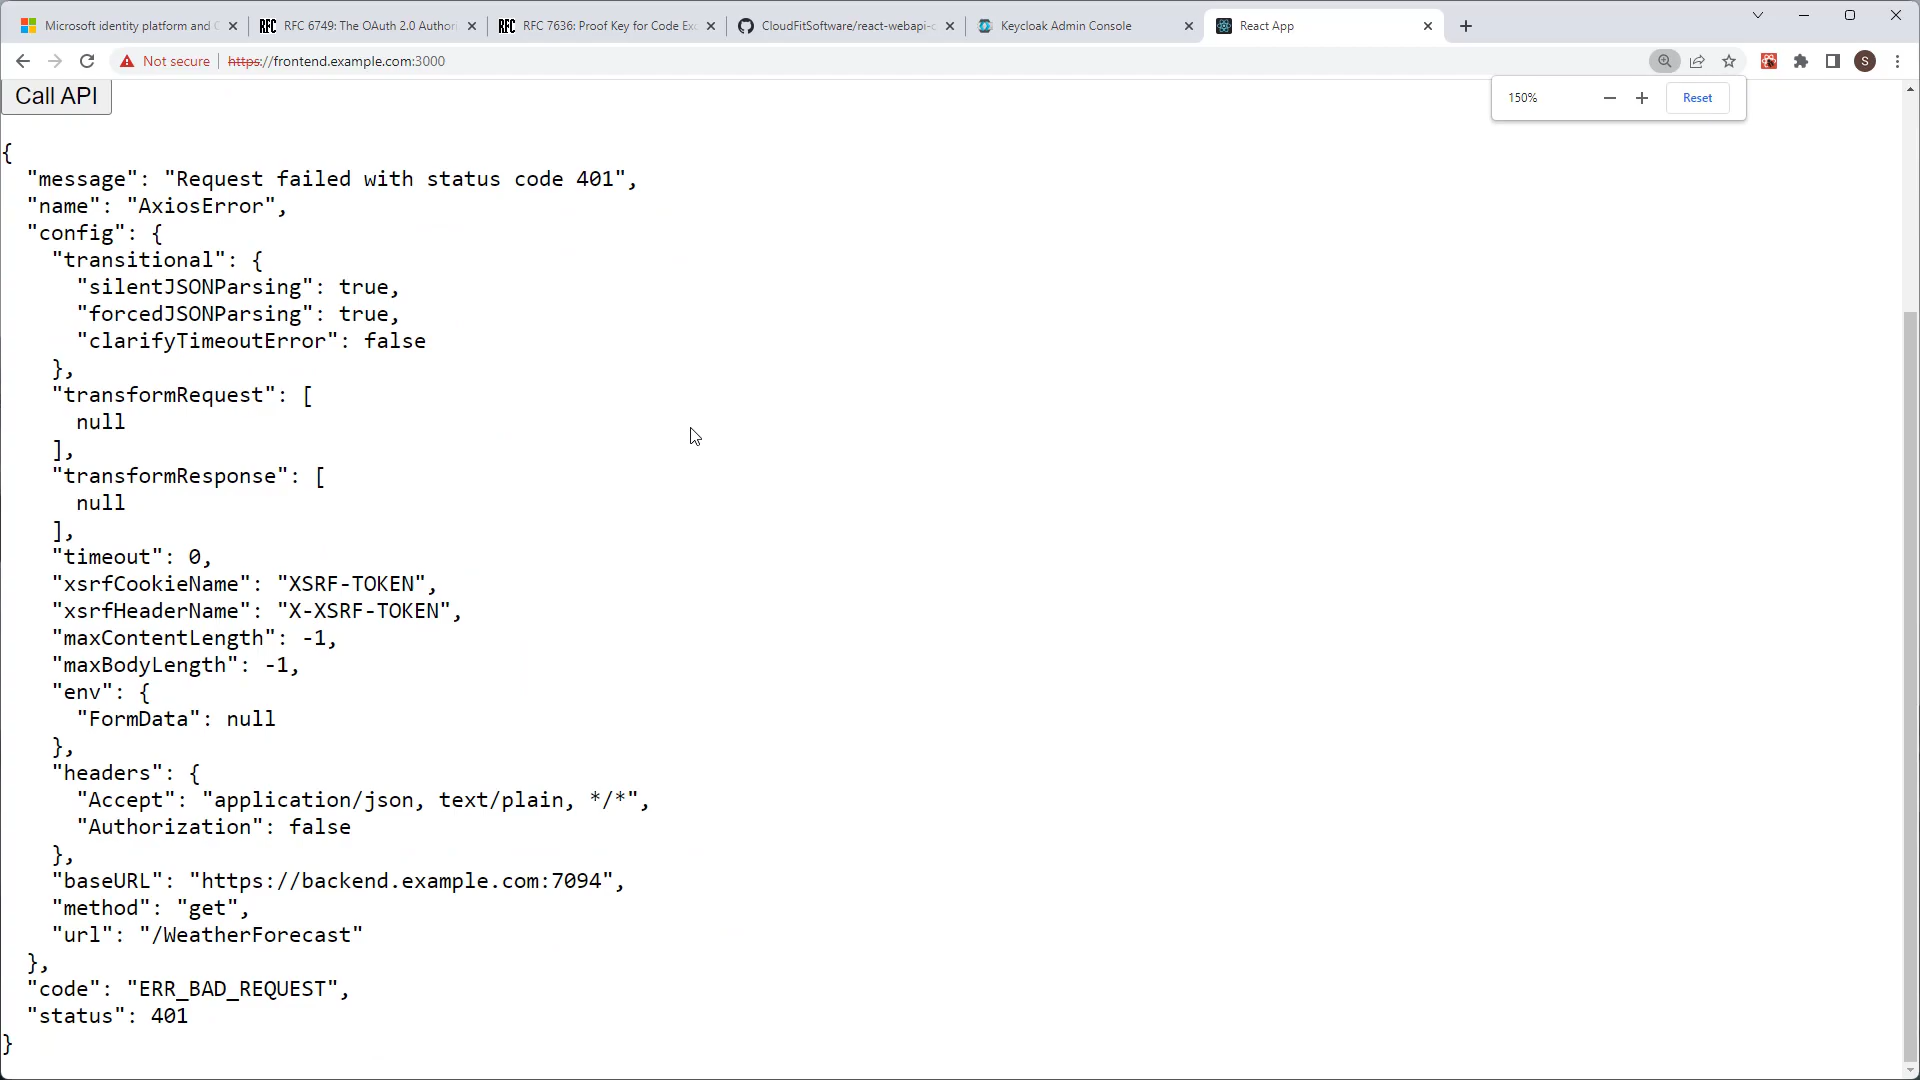 Microsoft identity platform and O
RFC RFC 6749: The OAuth 2.0 Authori
RFC RFC 7636: Proof Key for Code Exc
CloudFitSoftware/react-webapi-c
Keycloak Admin Console
React App
Not secure
https://frontend.example.com:3000
S
150%
Reset
Call API
{
"message": "Request failed with status code 401",
"name": "AxiosError",
"config": {
"transitional": {
"silentJSONParsing": true,
"forcedJSONParsing": true,
"clarifyTimeoutError": false
},
"transformRequest": [
null
],
"transformResponse": [
null
],
"timeout": 0,
"xsrfCookieName": "XSRF-TOKEN",
"xsrfHeaderName": "X-XSRF-TOKEN",
"maxContentLength": -1,
"maxBodyLength": -1,
"env": {
"FormData": null
},
"headers": {
"Accept": "application/json, text/plain, */*",
"Authorization": false
},
"baseURL": "https://backend.example.com:7094",
"method": "get",
"url": "/WeatherForecast"
},
"code": "ERR_BAD_REQUEST",
"status": 401
}